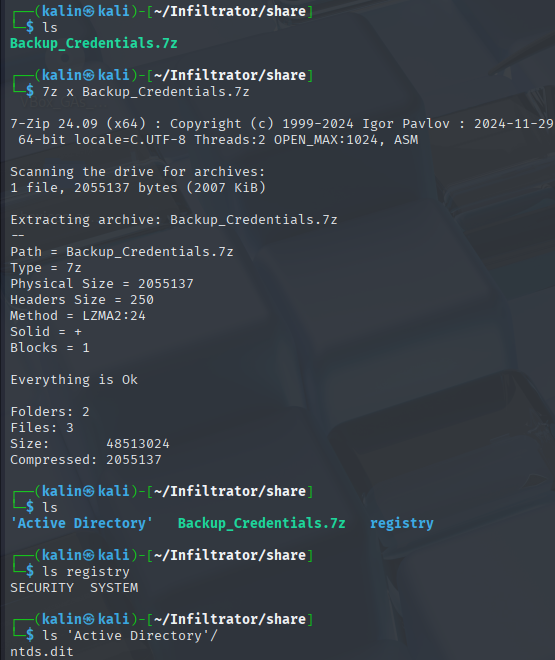 ┌──(kalin㉿kali)-[~/Infiltrator/share]
└─$ ls
Backup_Credentials.7z
┌──(kalin㉿kali)-[~/Infiltrator/share]
└─$ 7z x Backup_Credentials.7z
7-Zip 24.09 (x64) : Copyright (c) 1999-2024 Igor Pavlov : 2024-11-29
64-bit locale=C.UTF-8 Threads:2 OPEN_MAX:1024, ASM
Scanning the drive for archives:
1 file, 2055137 bytes (2007 KiB)
Extracting archive: Backup_Credentials.7z
--
Path = Backup_Credentials.7z
Type = 7z
Physical Size = 2055137
Headers Size = 250
Method = LZMA2:24
Solid = +
Blocks = 1
Everything is Ok
Folders: 2
Files: 3
Size:       48513024
Compressed: 2055137
┌──(kalin㉿kali)-[~/Infiltrator/share]
└─$ ls
'Active Directory'   Backup_Credentials.7z   registry
┌──(kalin㉿kali)-[~/Infiltrator/share]
└─$ ls registry
SECURITY  SYSTEM
┌──(kalin㉿kali)-[~/Infiltrator/share]
└─$ ls 'Active Directory'/
ntds.dit